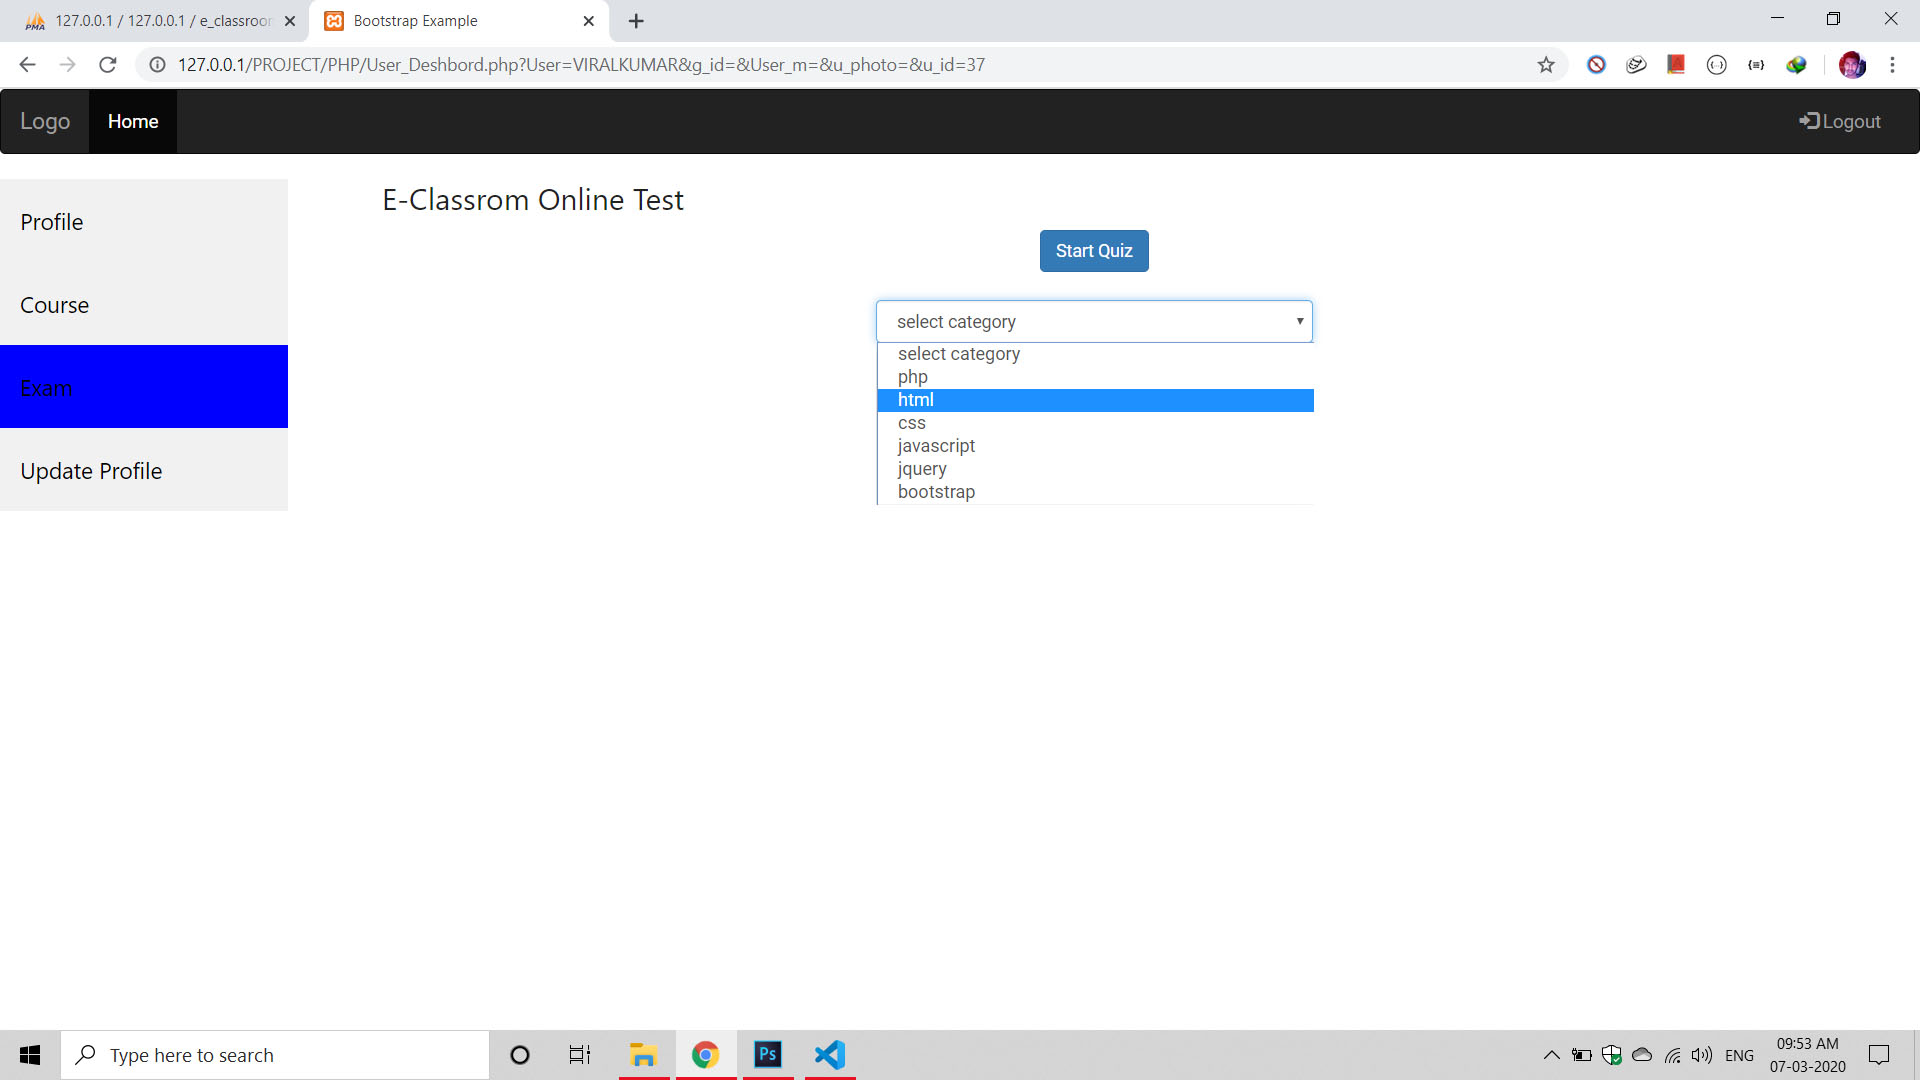 127.0.0.1 / 127.0.0.1 / e_classroom
Bootstrap Example
127.0.0.1/PROJECT/PHP/User_Deshbord.php?User=VIRALKUMAR&g_id=&User_m=&u_photo=&u_id=37
Logo
Home
Logout
Profile
Course
Exam
Update Profile
E-Classrom Online Test
Start Quiz
select category
select category
php
html
css
javascript
jquery
bootstrap
Type here to search
Ps
ENG
09:53 AM
07-03-2020